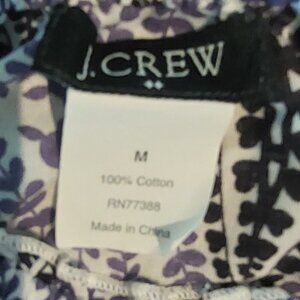 J.CREW
M
100% Cotton
RN77388
Made in China